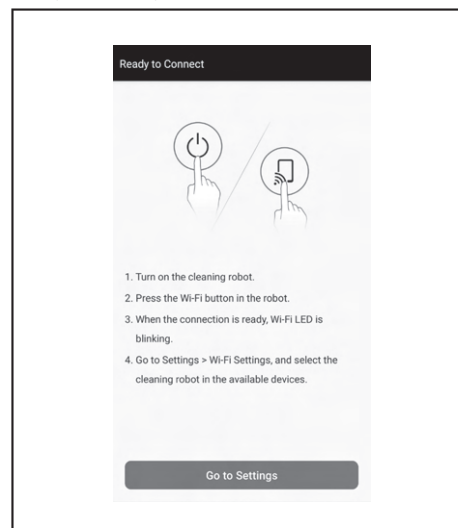 Ready to Connect
1. Turn on the cleaning robot.
2. Press the Wi-Fi button in the robot.
3. When the connection is ready, Wi-Fi LED is
blinking.
4. Go to Settings > Wi-Fi Settings, and select the
cleaning robot in the available devices.
Go to Settings